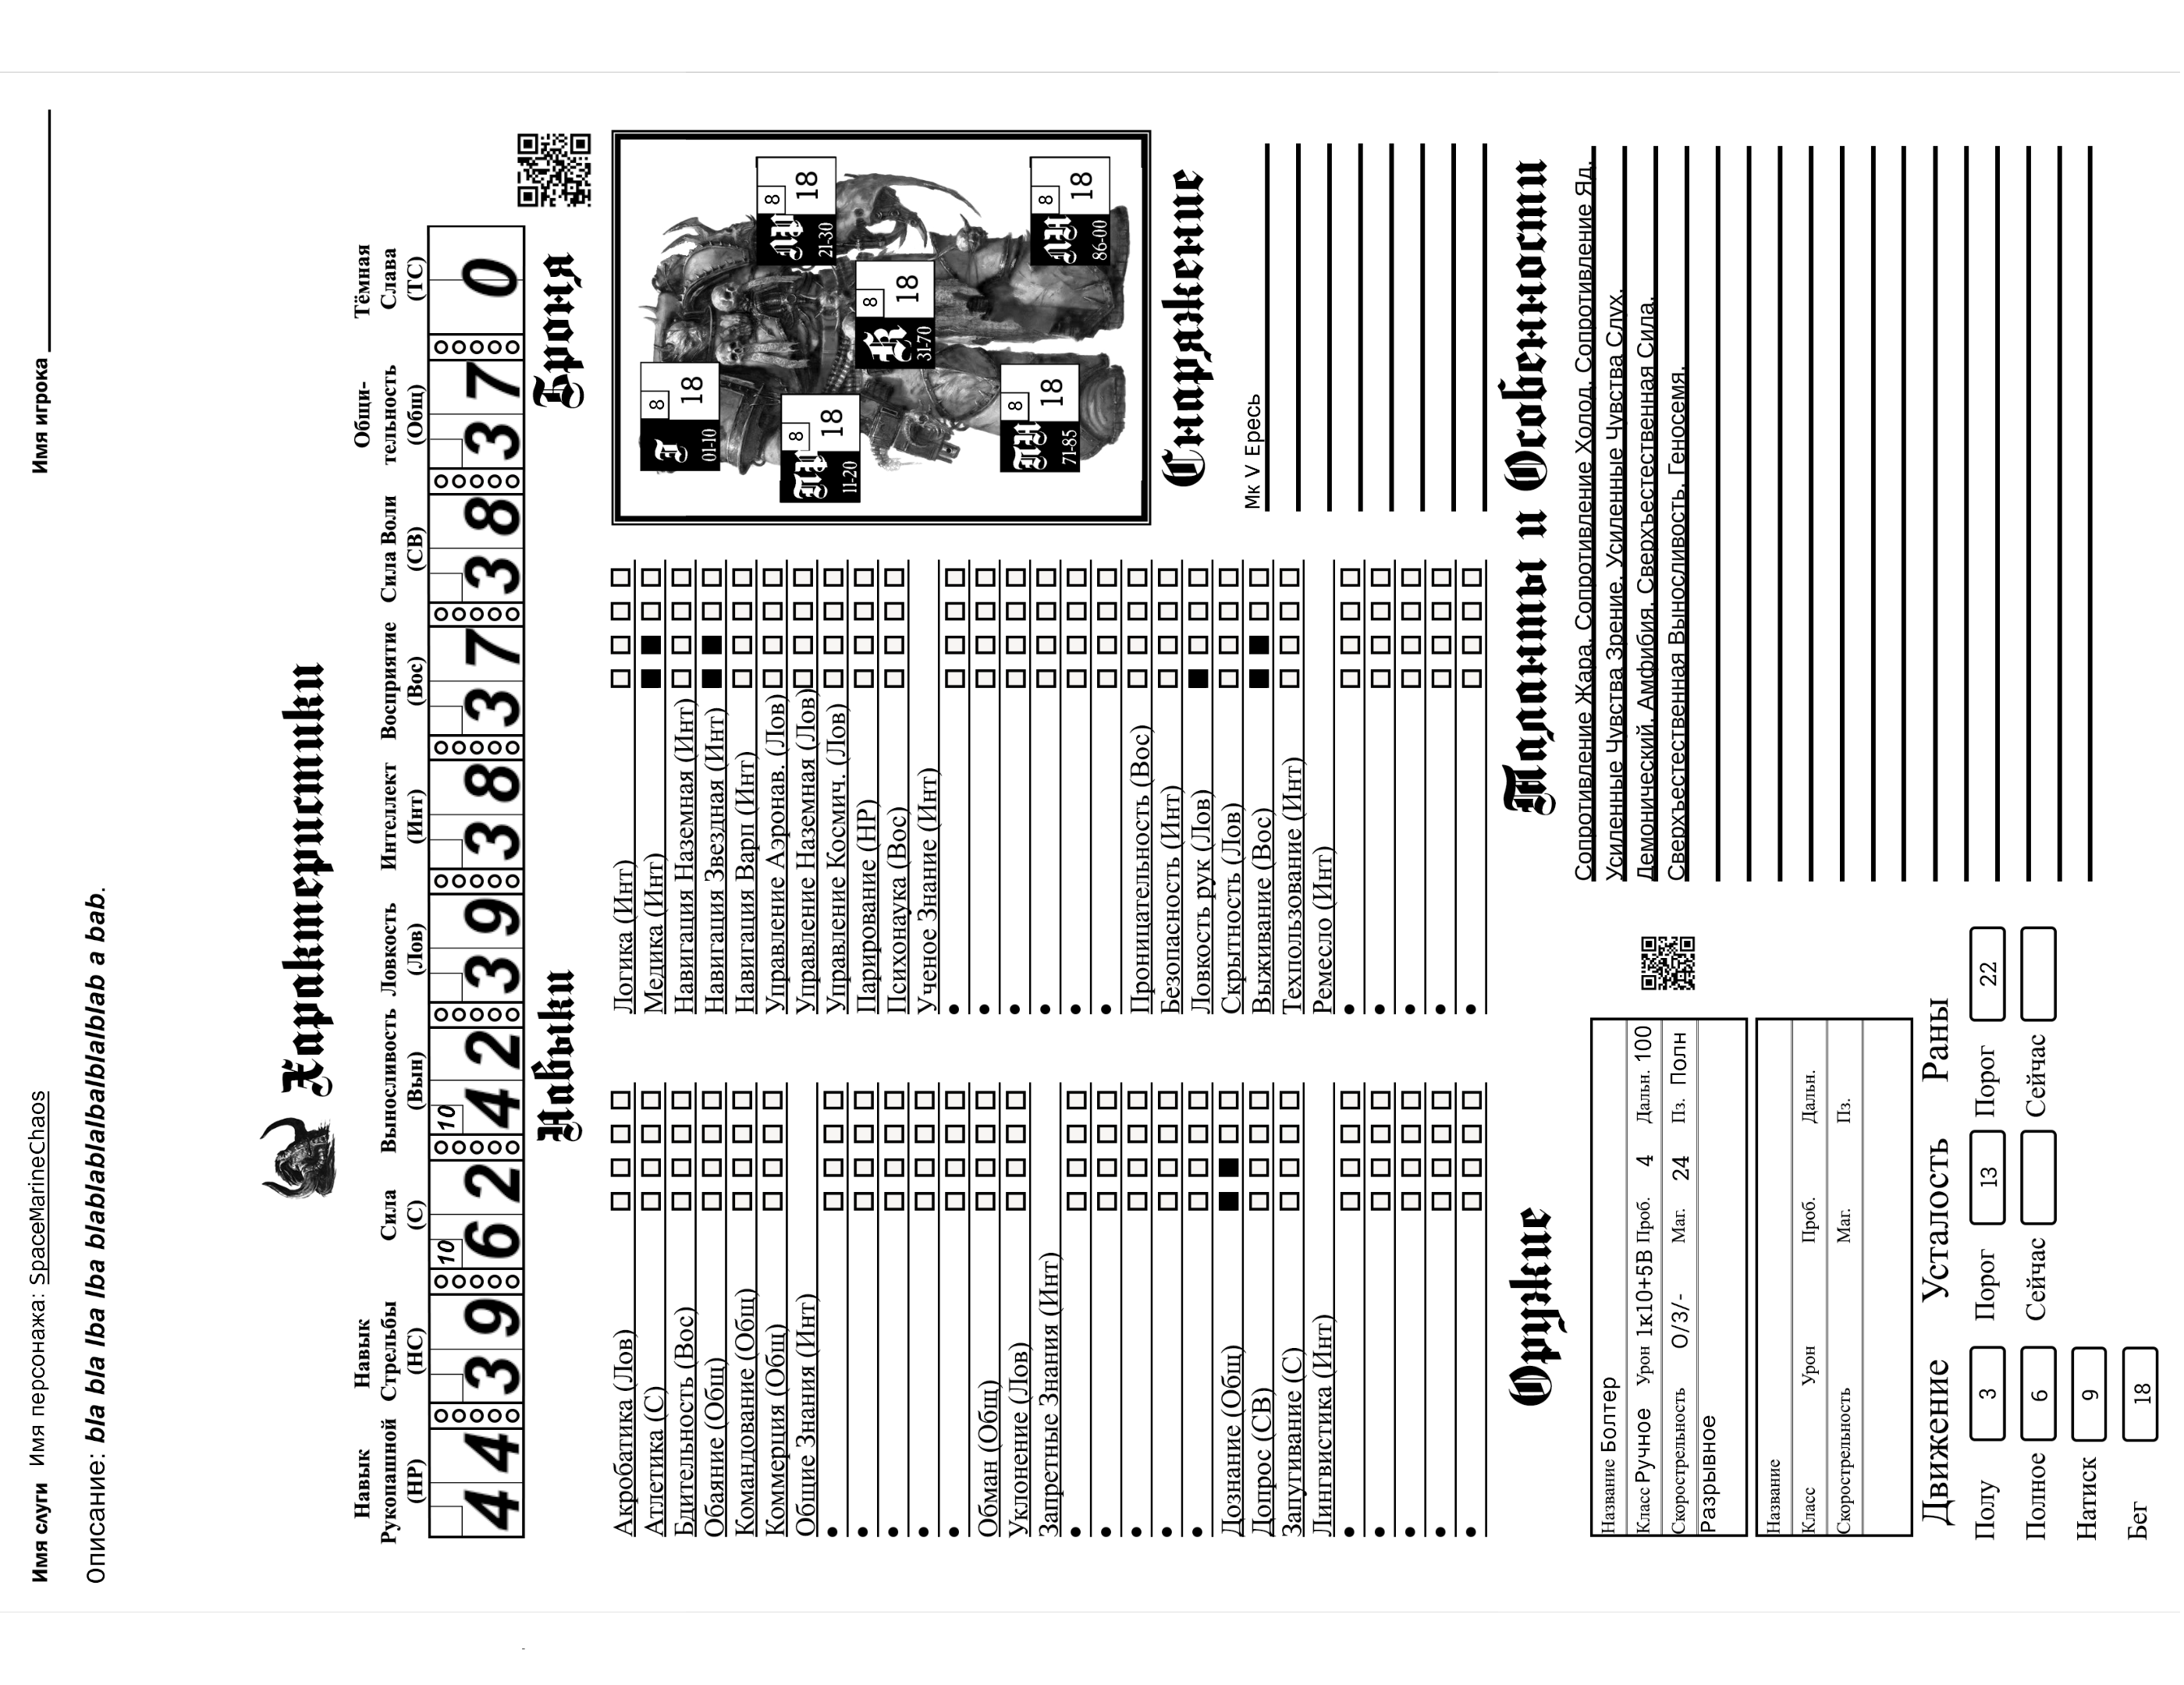 Имя слуги Имя персонажа: SpaceMarineChaos Имя игрока
Описание: bla bla lba lba blablablalbalblalblab a bab.
Характеристики
Навык Рукопашной (НР)
Навык Стрельбы (НС)
Сила (С)
Выносливость (Вын)
Ловкость (Лов)
Интеллект (Инт)
Восприятие (Вос)
Сила Воли (СВ)
Общи-тельность (Общ)
Тёмная Слава (ТС)
44 39 10 62 10 42 39 38 37 38 37 0
Навыки
Акробатика (Лов)
Атлетика (С)
Бдительность (Вос)
Обаяние (Общ)
Командование (Общ)
Коммерция (Общ)
Общие Знания (Инт)
•
•
•
•
•
Обман (Общ)
Уклонение (Лов)
Запретные Знания (Инт)
•
•
•
•
•
Дознание (Общ)
Допрос (СВ)
Запугивание (С)
Лингвистика (Инт)
•
•
•
•
•
Логика (Инт)
Медика (Инт)
Навигация Наземная (Инт)
Навигация Звездная (Инт)
Навигация Варп (Инт)
Управление Аэронав. (Лов)
Управление Наземная (Лов)
Управление Космич. (Лов)
Парирование (НР)
Психонаука (Вос)
Ученое Знание (Инт)
•
•
•
•
•
•
Проницательность (Вос)
Безопасность (Инт)
Ловкость рук (Лов)
Скрытность (Лов)
Выживание (Вос)
Техпользование (Инт)
Ремесло (Инт)
•
•
•
•
•
Броня
Г 8
01-10 18
ПР 8
11-20 18
ЛР 8
21-30 18
К 8
31-70 18
ПН 8
71-85 18
ЛН 8
86-00 18
Снаряжение
Мк V Ересь
Оружие
Название Болтер
Класс Ручное Урон 1к10+5В Проб. 4 Дальн. 100
Скорострельность О/3/- Маг. 24 Пз. Полн
Разрывное
Название
Класс Урон Проб. Дальн.
Скорострельность Маг. Пз.
Движение
Полу 3
Полное 6
Натиск 9
Бег 18
Усталость
Порог 13
Сейчас
Раны
Порог 22
Сейчас
Таланты и Особенности
Сопротивление Жара, Сопротивление Холод, Сопротивление Яд,
Усиленные Чувства Зрение, Усиленные Чувства Слух,
Демонический, Амфибия, Сверхъестественная Сила,
Сверхъестественная Выносливость, Геносемя,